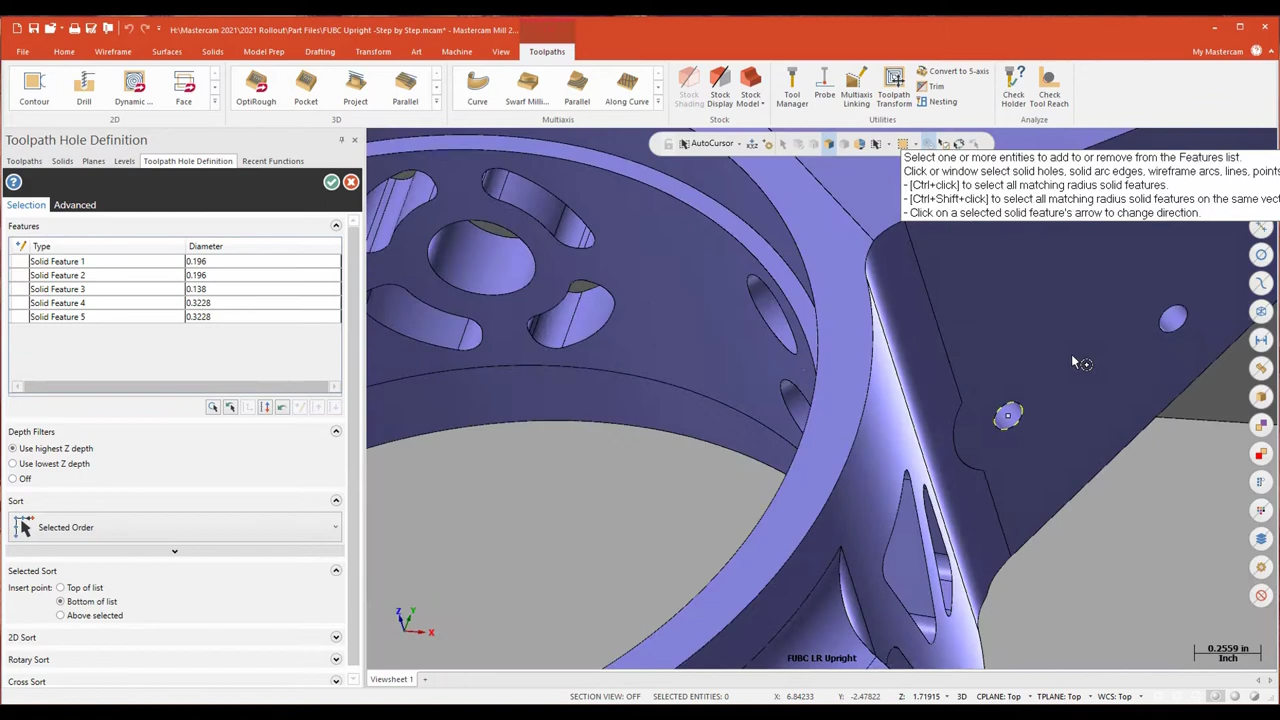 H:\Mastercam 2021\2021 Rollout\Part Files\FUBC Upright -Step by Step.mcam* - Mastercam Mill 2...
File Home Wireframe Surfaces Solids Model Prep Drafting Transform Art Machine View Toolpaths My Mastercam
Contour Drill Dynamic ... Face OptiRough Pocket Project Parallel Curve Swarf Milli... Parallel Along Curve Stock Shading Stock Display Stock Model Tool Manager Probe Multiaxis Linking Toolpath Transform Convert to 5-axis Trim Nesting Check Holder Check Tool Reach
2D 3D Multiaxis Stock Utilities Analyze
Toolpath Hole Definition
AutoCursor
Toolpaths Solids Planes Levels Toolpath Hole Definition Recent Functions
Select one or more entities to add to or remove from the Features list.
Click or window select solid holes, solid arc edges, wireframe arcs, lines, points
- [Ctrl+click] to select all matching radius solid features.
- [Ctrl+Shift+click] to select all matching radius solid features on the same vec
- Click on a selected solid feature's arrow to change direction.
Selection Advanced
Features
Type Diameter
Solid Feature 1 0.196
Solid Feature 2 0.196
Solid Feature 3 0.138
Solid Feature 4 0.3228
Solid Feature 5 0.3228
Depth Filters
Use highest Z depth
Use lowest Z depth
Off
Sort
Selected Order
Selected Sort
Insert point: Top of list
Bottom of list
Above selected
2D Sort
Rotary Sort
Cross Sort
Z Y X
FUBC LR Upright
0.2559 in
Inch
Viewsheet 1 +
SECTION VIEW: OFF SELECTED ENTITIES: 0 X: 6.84233 Y: -2.47822 Z: 1.71915 3D CPLANE: Top TPLANE: Top WCS: Top